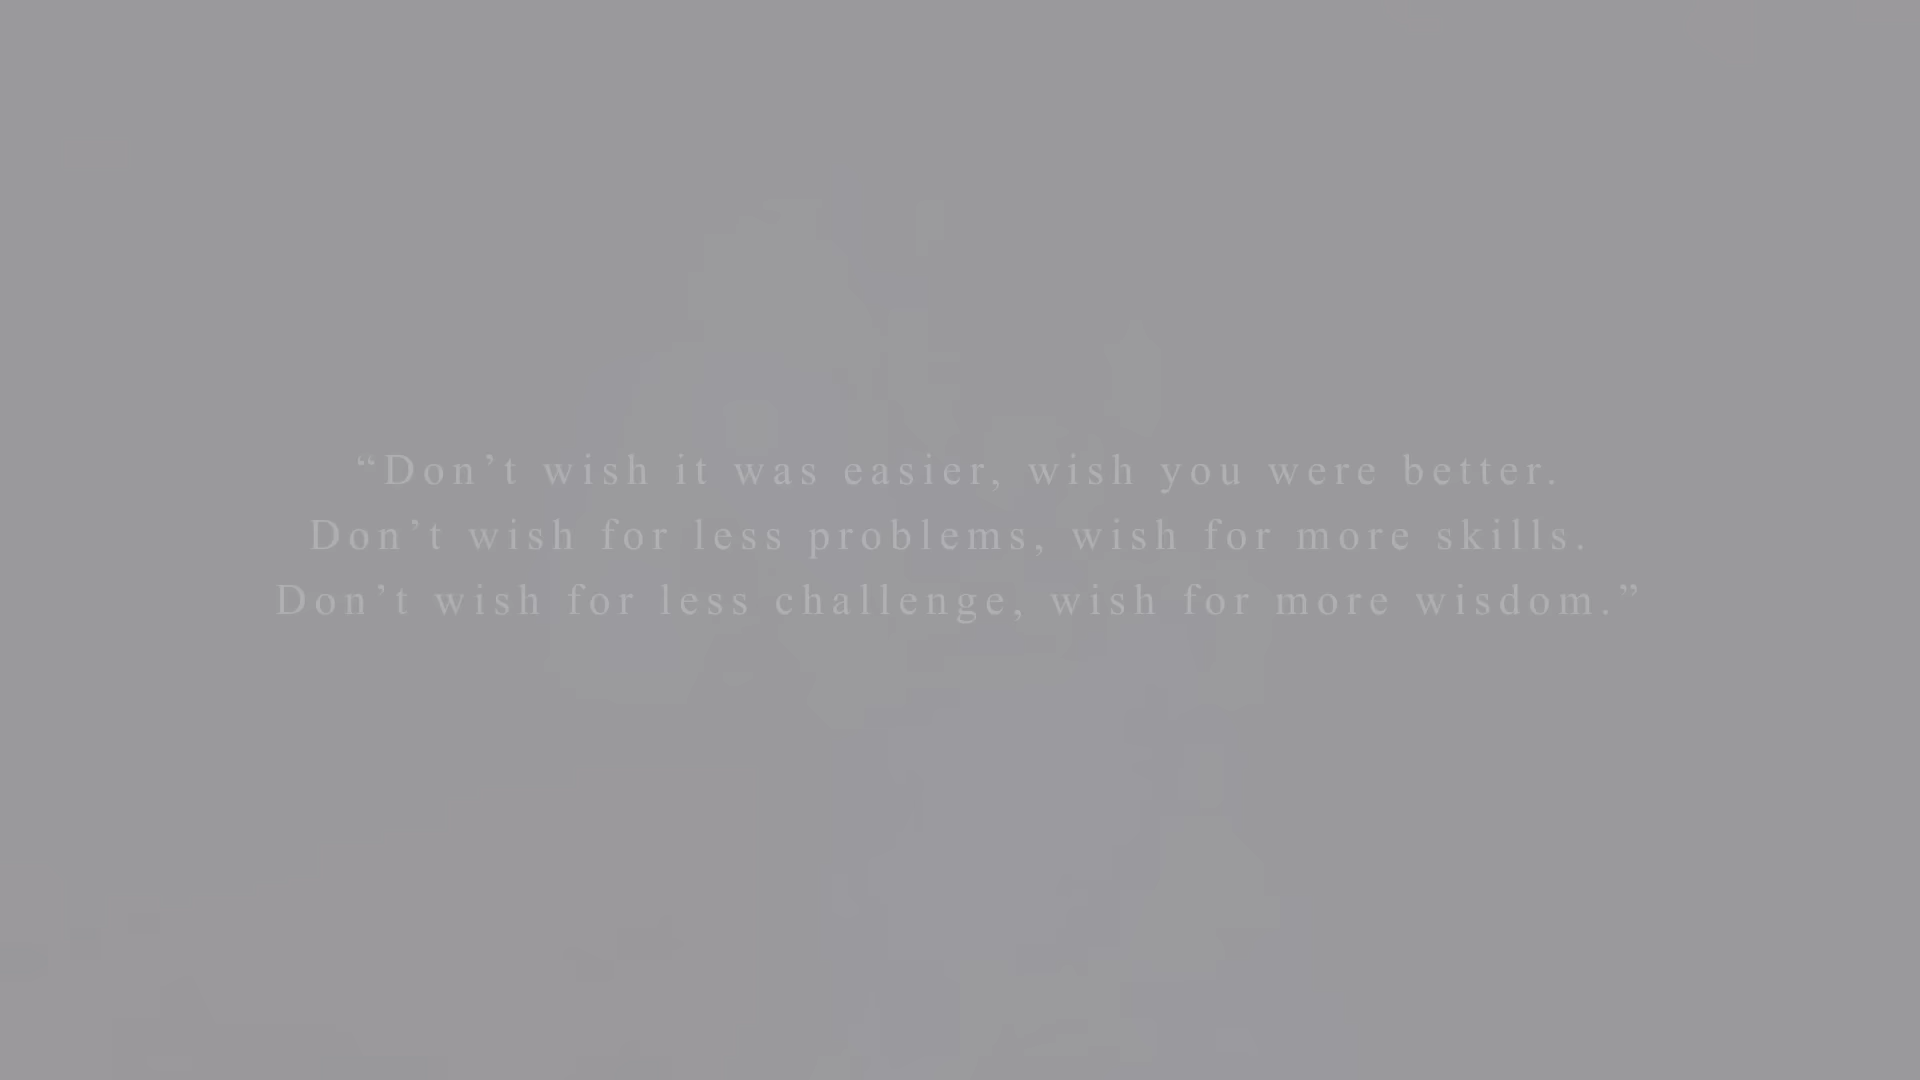 “Don’t wish it was easier, wish you were better.
Don’t wish for less problems, wish for more skills.
Don’t wish for less challenge, wish for more wisdom.”